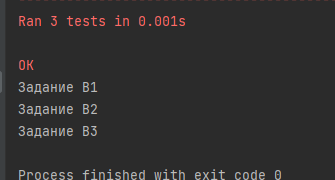 Ran 3 tests in 0.001s
OK
Задание B1
Задание B2
Задание B3
Process finished with exit code 0